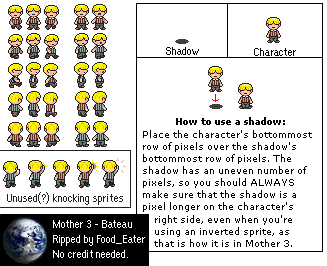 Shadow
Character
How to use a shadow:
Place the character's bottommost
row of pixels over the shadow's
bottommost row of pixels. The
shadow has an uneven number of
pixels, so you should ALWAYS
make sure that the shadow is a
pixel longer on the character's
right side, even when you're
using an inverted sprite, as
that is how it is in Mother 3.
Unused(?) knocking sprites
Mother 3 - Bateau
Ripped by Food_Eater
No credit needed.